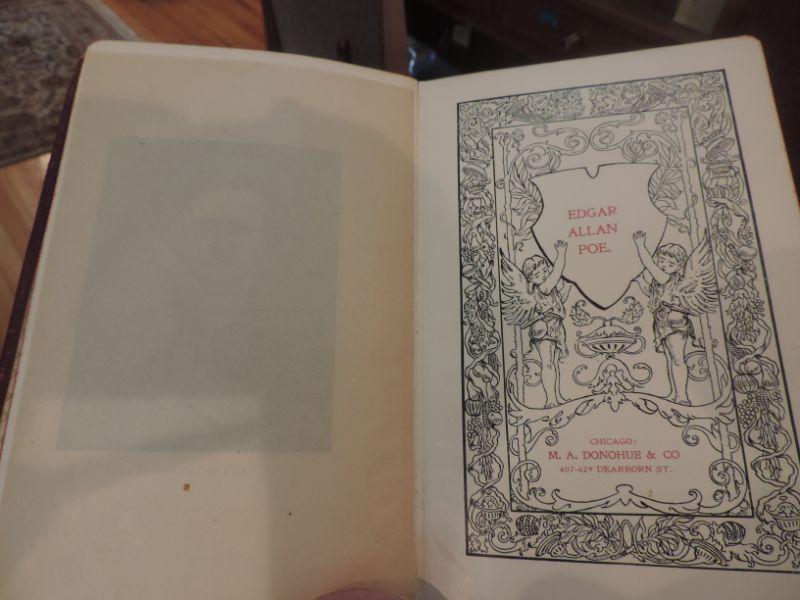 EDGAR
ALLAN
POE.
CHICAGO:
M. A. DONOHUE & CO
407-429 DEARBORN ST.